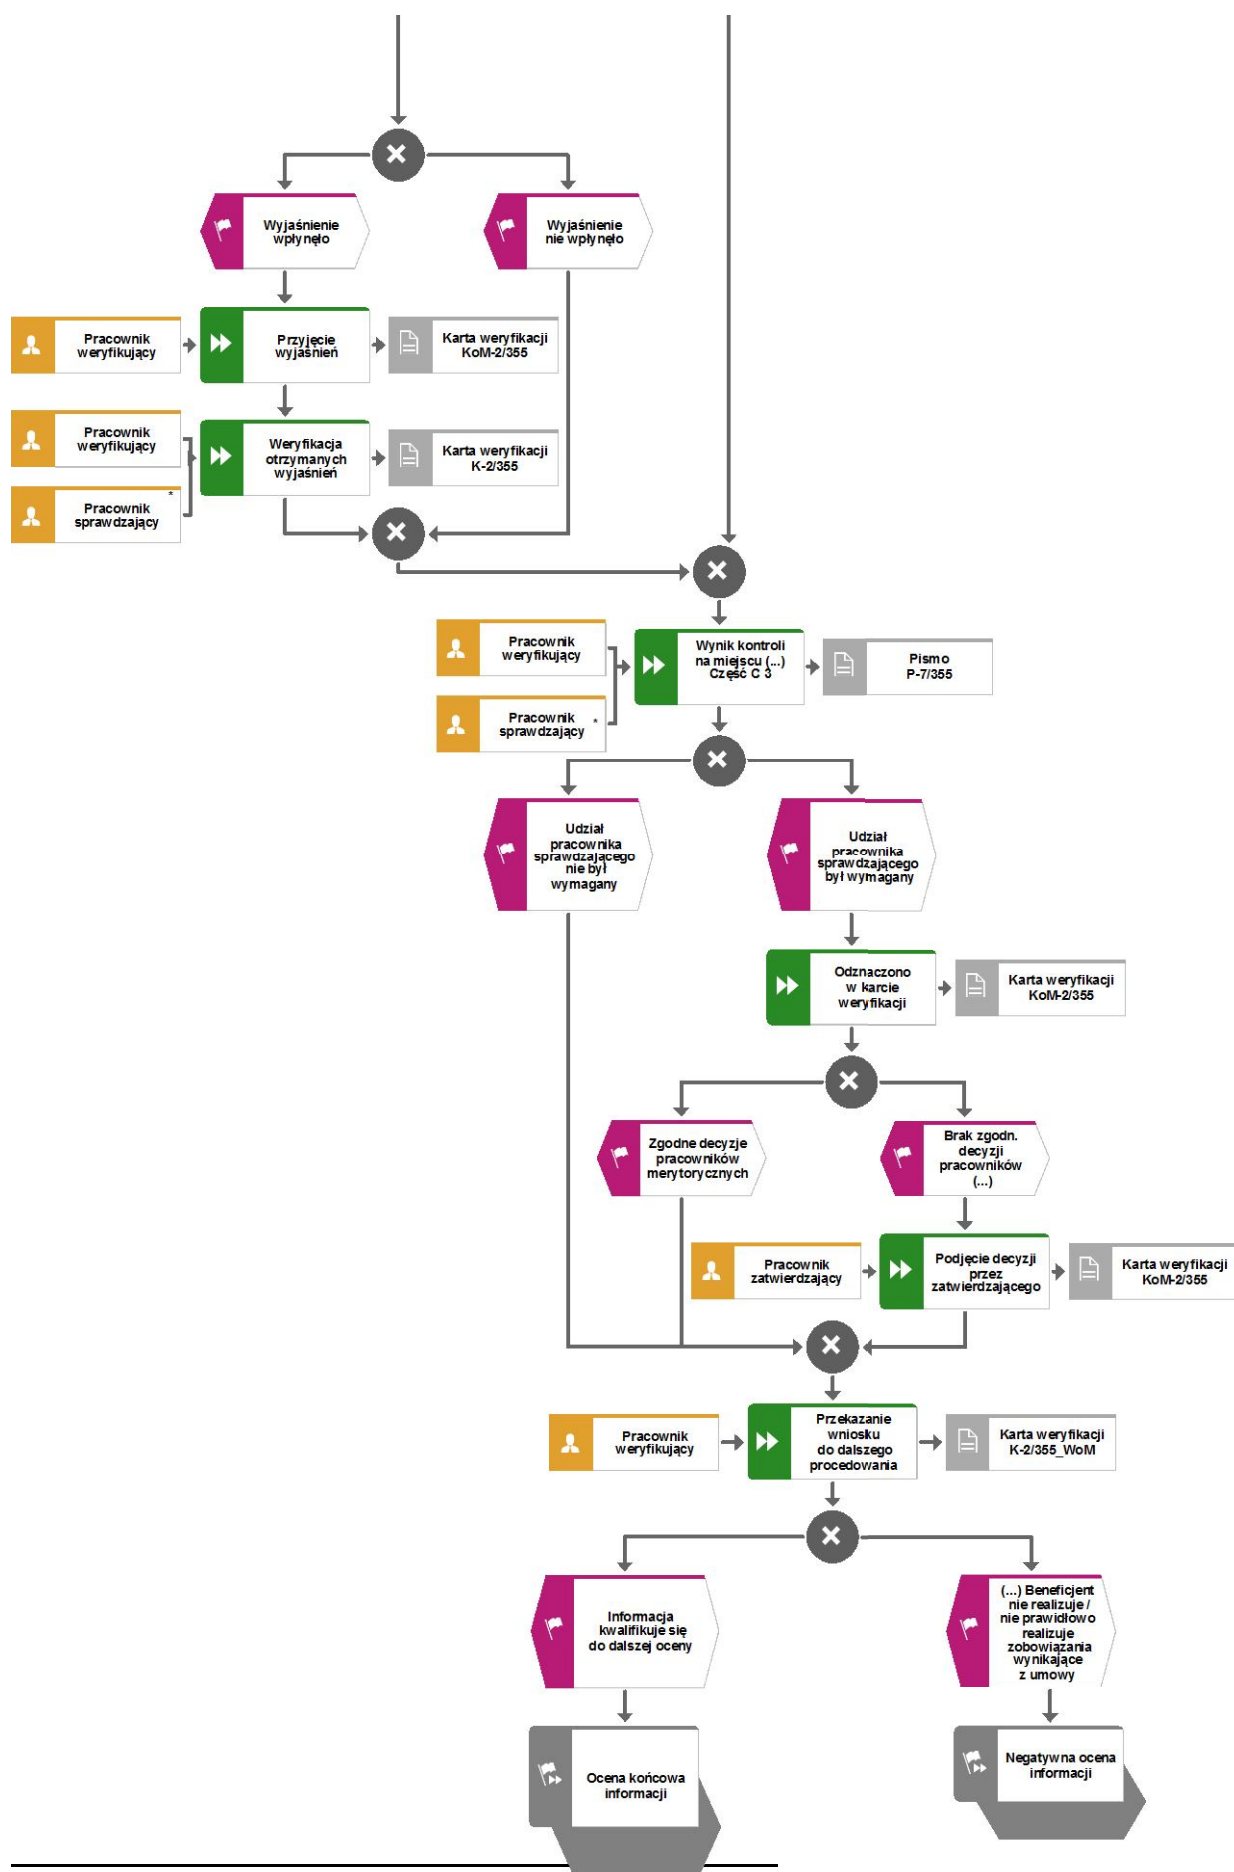 Wyjaśnienie
wpłynęło
Wyjaśnienie
nie wpłynęło
Pracownik
weryfikujący
Przyjęcie
wyjaśnień
Karta weryfikacji
KoM-2/355
Pracownik
weryfikujący
Weryfikacja
otrzymanych
wyjaśnień
Karta weryfikacji
K-2/355
Pracownik *
sprawdzający
Pracownik
weryfikujący
Wynik kontroli
na miejscu (...)
Część C 3
Pismo
P-7/355
Pracownik
sprawdzający *
Udział
pracownika
sprawdzającego
nie był
wymagany
Udział
pracownika
sprawdzającego
był wymagany
Odznaczono
w karcie
weryfikacji
Karta weryfikacji
KoM-2/355
Zgodne decyzje
pracowników
merytorycznych
Brak zgodn.
decyzji
pracowników
(...)
Pracownik
zatwierdzający
Podjęcie decyzji
przez
zatwierdzającego
Karta weryfikacji
KoM-2/355
Pracownik
weryfikujący
Przekazanie
wniosku
do dalszego
procedowania
Karta weryfikacji
K-2/355_WoM
Informacja
kwalifikuje się
do dalszej oceny
(...) Beneficjent
nie realizuje /
nie prawidłowo
realizuje
zobowiązania
wynikające
z umowy
Ocena końcowa
informacji
Negatywna ocena
informacji